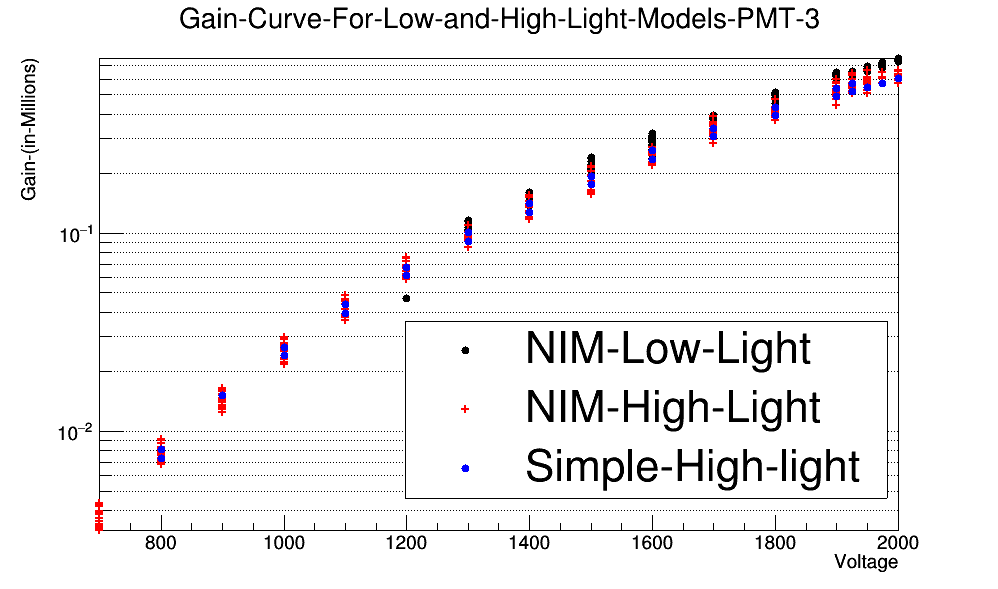 Gain-Curve-For-Low-and-High-Light-Models-PMT-3
Gain-(in-Millions)
10⁻¹
10⁻²
NIM-Low-Light
NIM-High-Light
Simple-High-light
800 1000 1200 1400 1600 1800 2000
Voltage